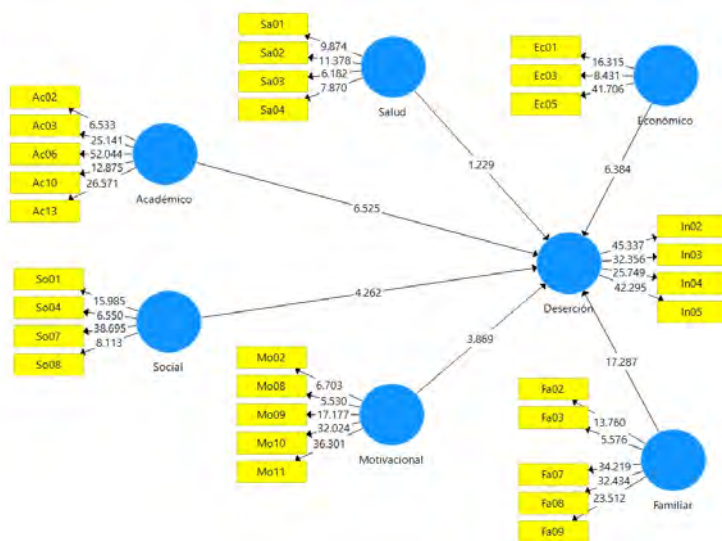 Sa01
9.874
Sa02
11.378
Sa03
6.182
Sa04
7.870
Salud
Ec01
16.315
Ec03
8.431
Ec05
41.706
Económico
Ac02
6.533
Ac03
25.141
Ac06
52.044
Ac10
12.875
Ac13
26.571
Académico
1.229
6.384
6.525
In02
45.337
In03
32.356
In04
25.749
In05
42.295
Deserción
So01
15.985
So04
6.550
So07
38.695
So08
8.113
Social
4.262
3.869
17.287
Mo02
6.703
Mo08
5.530
Mo09
17.177
Mo10
32.024
Mo11
36.301
Motivacional
Fa02
13.760
Fa03
5.576
Fa07
34.219
Fa08
32.434
Fa09
23.512
Familiar